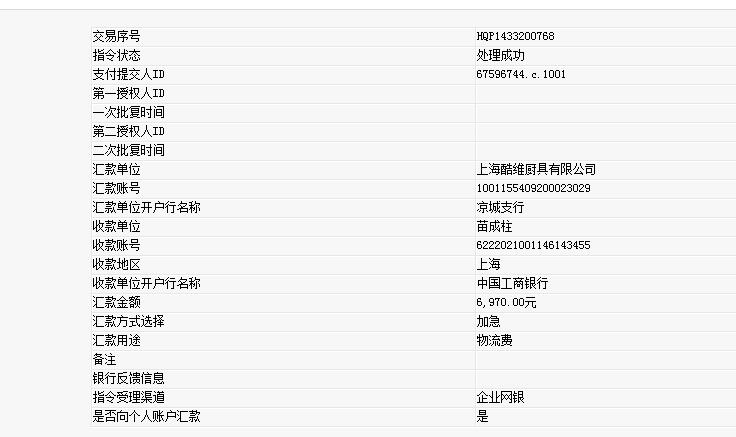 交易序号 HQP1433200768
指令状态 处理成功
支付提交人ID 67596744.c.1001
第一授权人ID
一次批复时间
第二授权人ID
二次批复时间
汇款单位 上海酷维厨具有限公司
汇款账号 1001155409200023029
汇款单位开户行名称 凉城支行
收款单位 苗成柱
收款账号 6222021001146143455
收款地区 上海
收款单位开户行名称 中国工商银行
汇款金额 6,970.00元
汇款方式选择 加急
汇款用途 物流费
备注
银行反馈信息
指令受理渠道 企业网银
是否向个人账户汇款 是